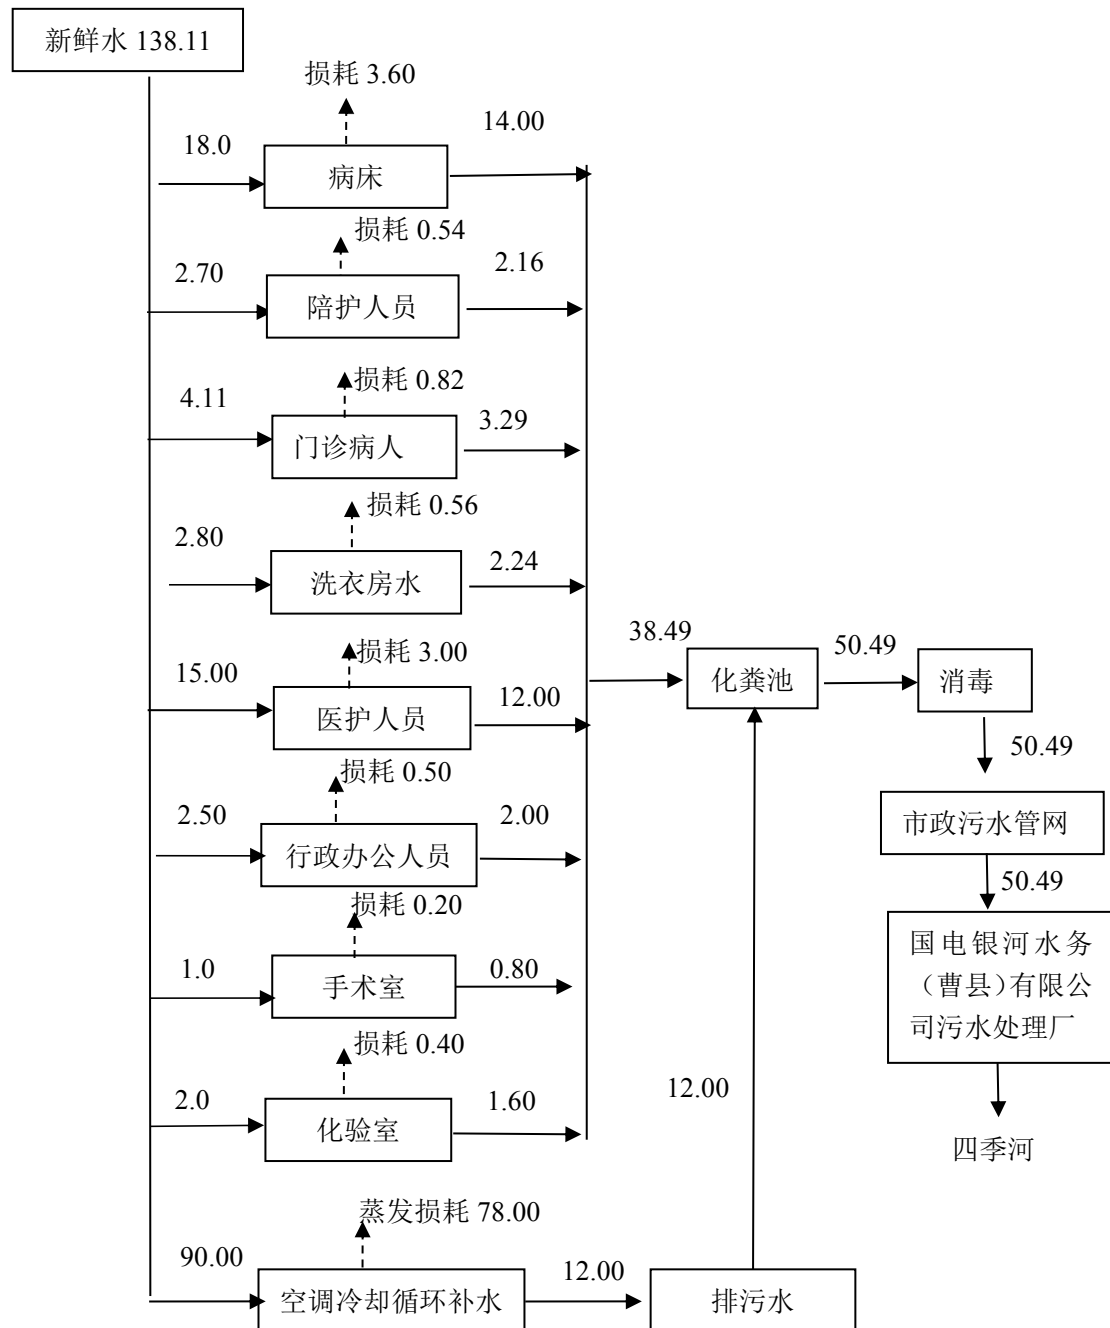 新鲜水 138.11
损耗 3.60
18.0
病床
14.00
损耗 0.54
2.70
陪护人员
2.16
损耗 0.82
4.11
门诊病人
3.29
损耗 0.56
2.80
洗衣房水
2.24
损耗 3.00
15.00
医护人员
12.00
38.49
化粪池
50.49
消毒
50.49
市政污水管网
50.49
国电银河水务
（曹县）有限公
司污水处理厂
四季河
损耗 0.50
2.50
行政办公人员
2.00
损耗 0.20
1.0
手术室
0.80
损耗 0.40
2.0
化验室
1.60
12.00
蒸发损耗 78.00
90.00
空调冷却循环补水
12.00
排污水